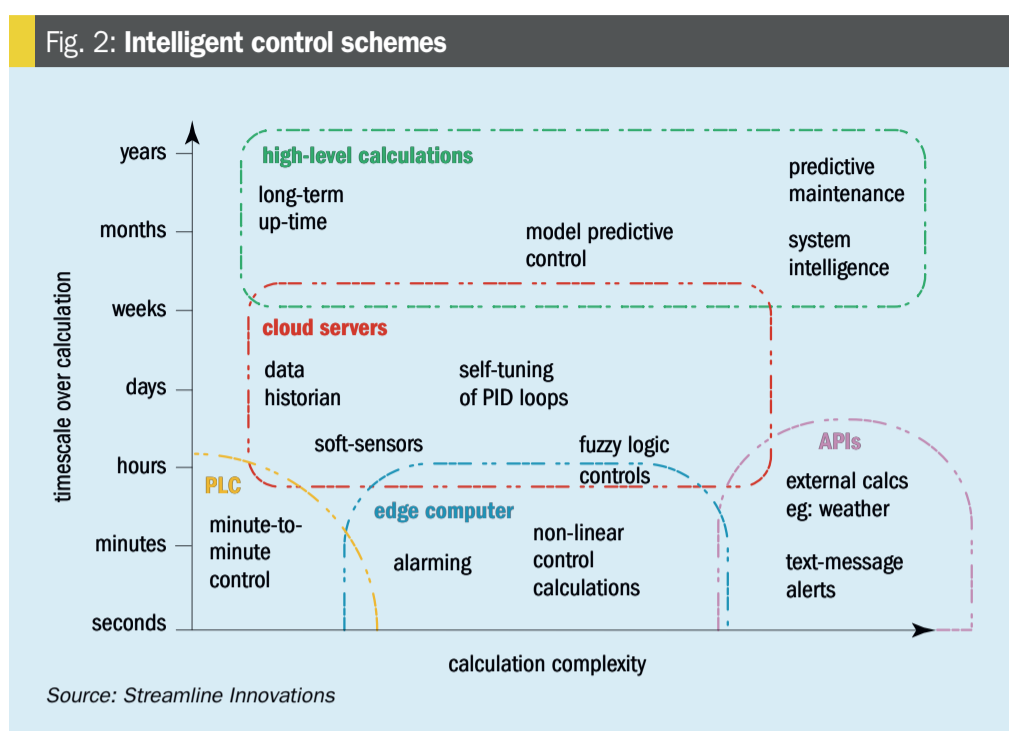 Fig. 2: Intelligent control schemes
timescale over calculation
years
months
weeks
days
hours
minutes
seconds
high-level calculations
long-term
up-time
model predictive
control
predictive
maintenance
system
intelligence
cloud servers
data
historian
self-tuning
of PID loops
soft-sensors
fuzzy logic
controls
PLC
minute-to-
minute
control
edge computer
alarming
non-linear
control
calculations
APIs
external calcs
eg: weather
text-message
alerts
calculation complexity
Source: Streamline Innovations